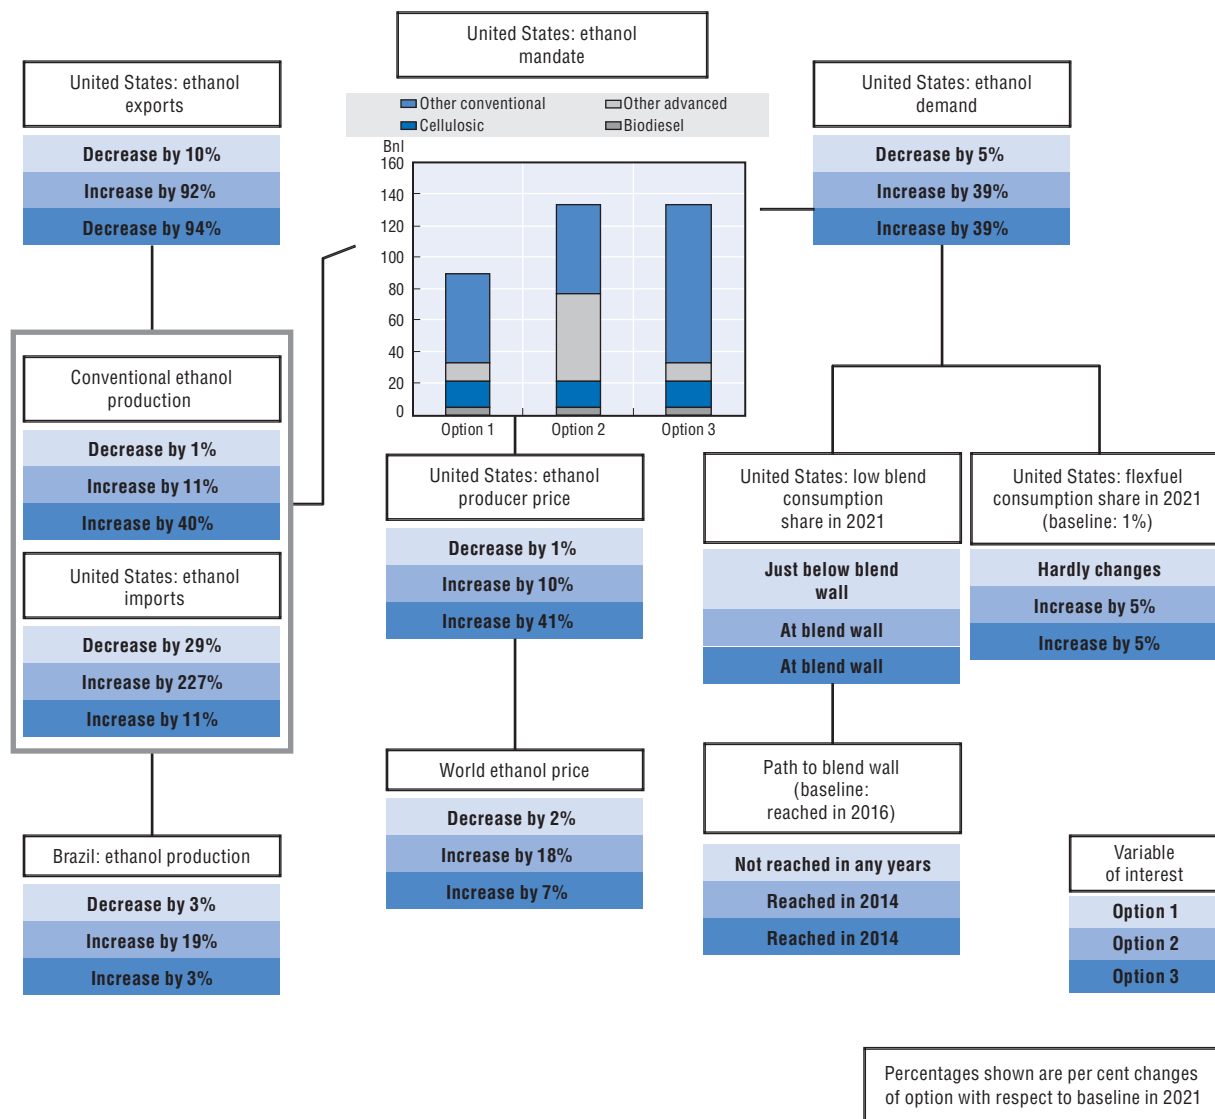 United States: ethanol
mandate
United States: ethanol
exports
Decrease by 10%
Increase by 92%
Decrease by 94%
Other conventional
Other advanced
Cellulosic
Biodiesel
Bnl
160
140
120
100
80
60
40
20
0
Option 1
Option 2
Option 3
United States: ethanol
demand
Decrease by 5%
Increase by 39%
Increase by 39%
Conventional ethanol
production
Decrease by 1%
Increase by 11%
Increase by 40%
United States: ethanol
imports
Decrease by 29%
Increase by 227%
Increase by 11%
United States: ethanol
producer price
Decrease by 1%
Increase by 10%
Increase by 41%
United States: low blend
consumption
share in 2021
Just below blend
wall
At blend wall
At blend wall
United States: flexfuel
consumption share in 2021
(baseline: 1%)
Hardly changes
Increase by 5%
Increase by 5%
Brazil: ethanol production
Decrease by 3%
Increase by 19%
Increase by 3%
World ethanol price
Decrease by 2%
Increase by 18%
Increase by 7%
Path to blend wall
(baseline:
reached in 2016)
Not reached in any years
Reached in 2014
Reached in 2014
Variable
of interest
Option 1
Option 2
Option 3
Percentages shown are per cent changes
of option with respect to baseline in 2021